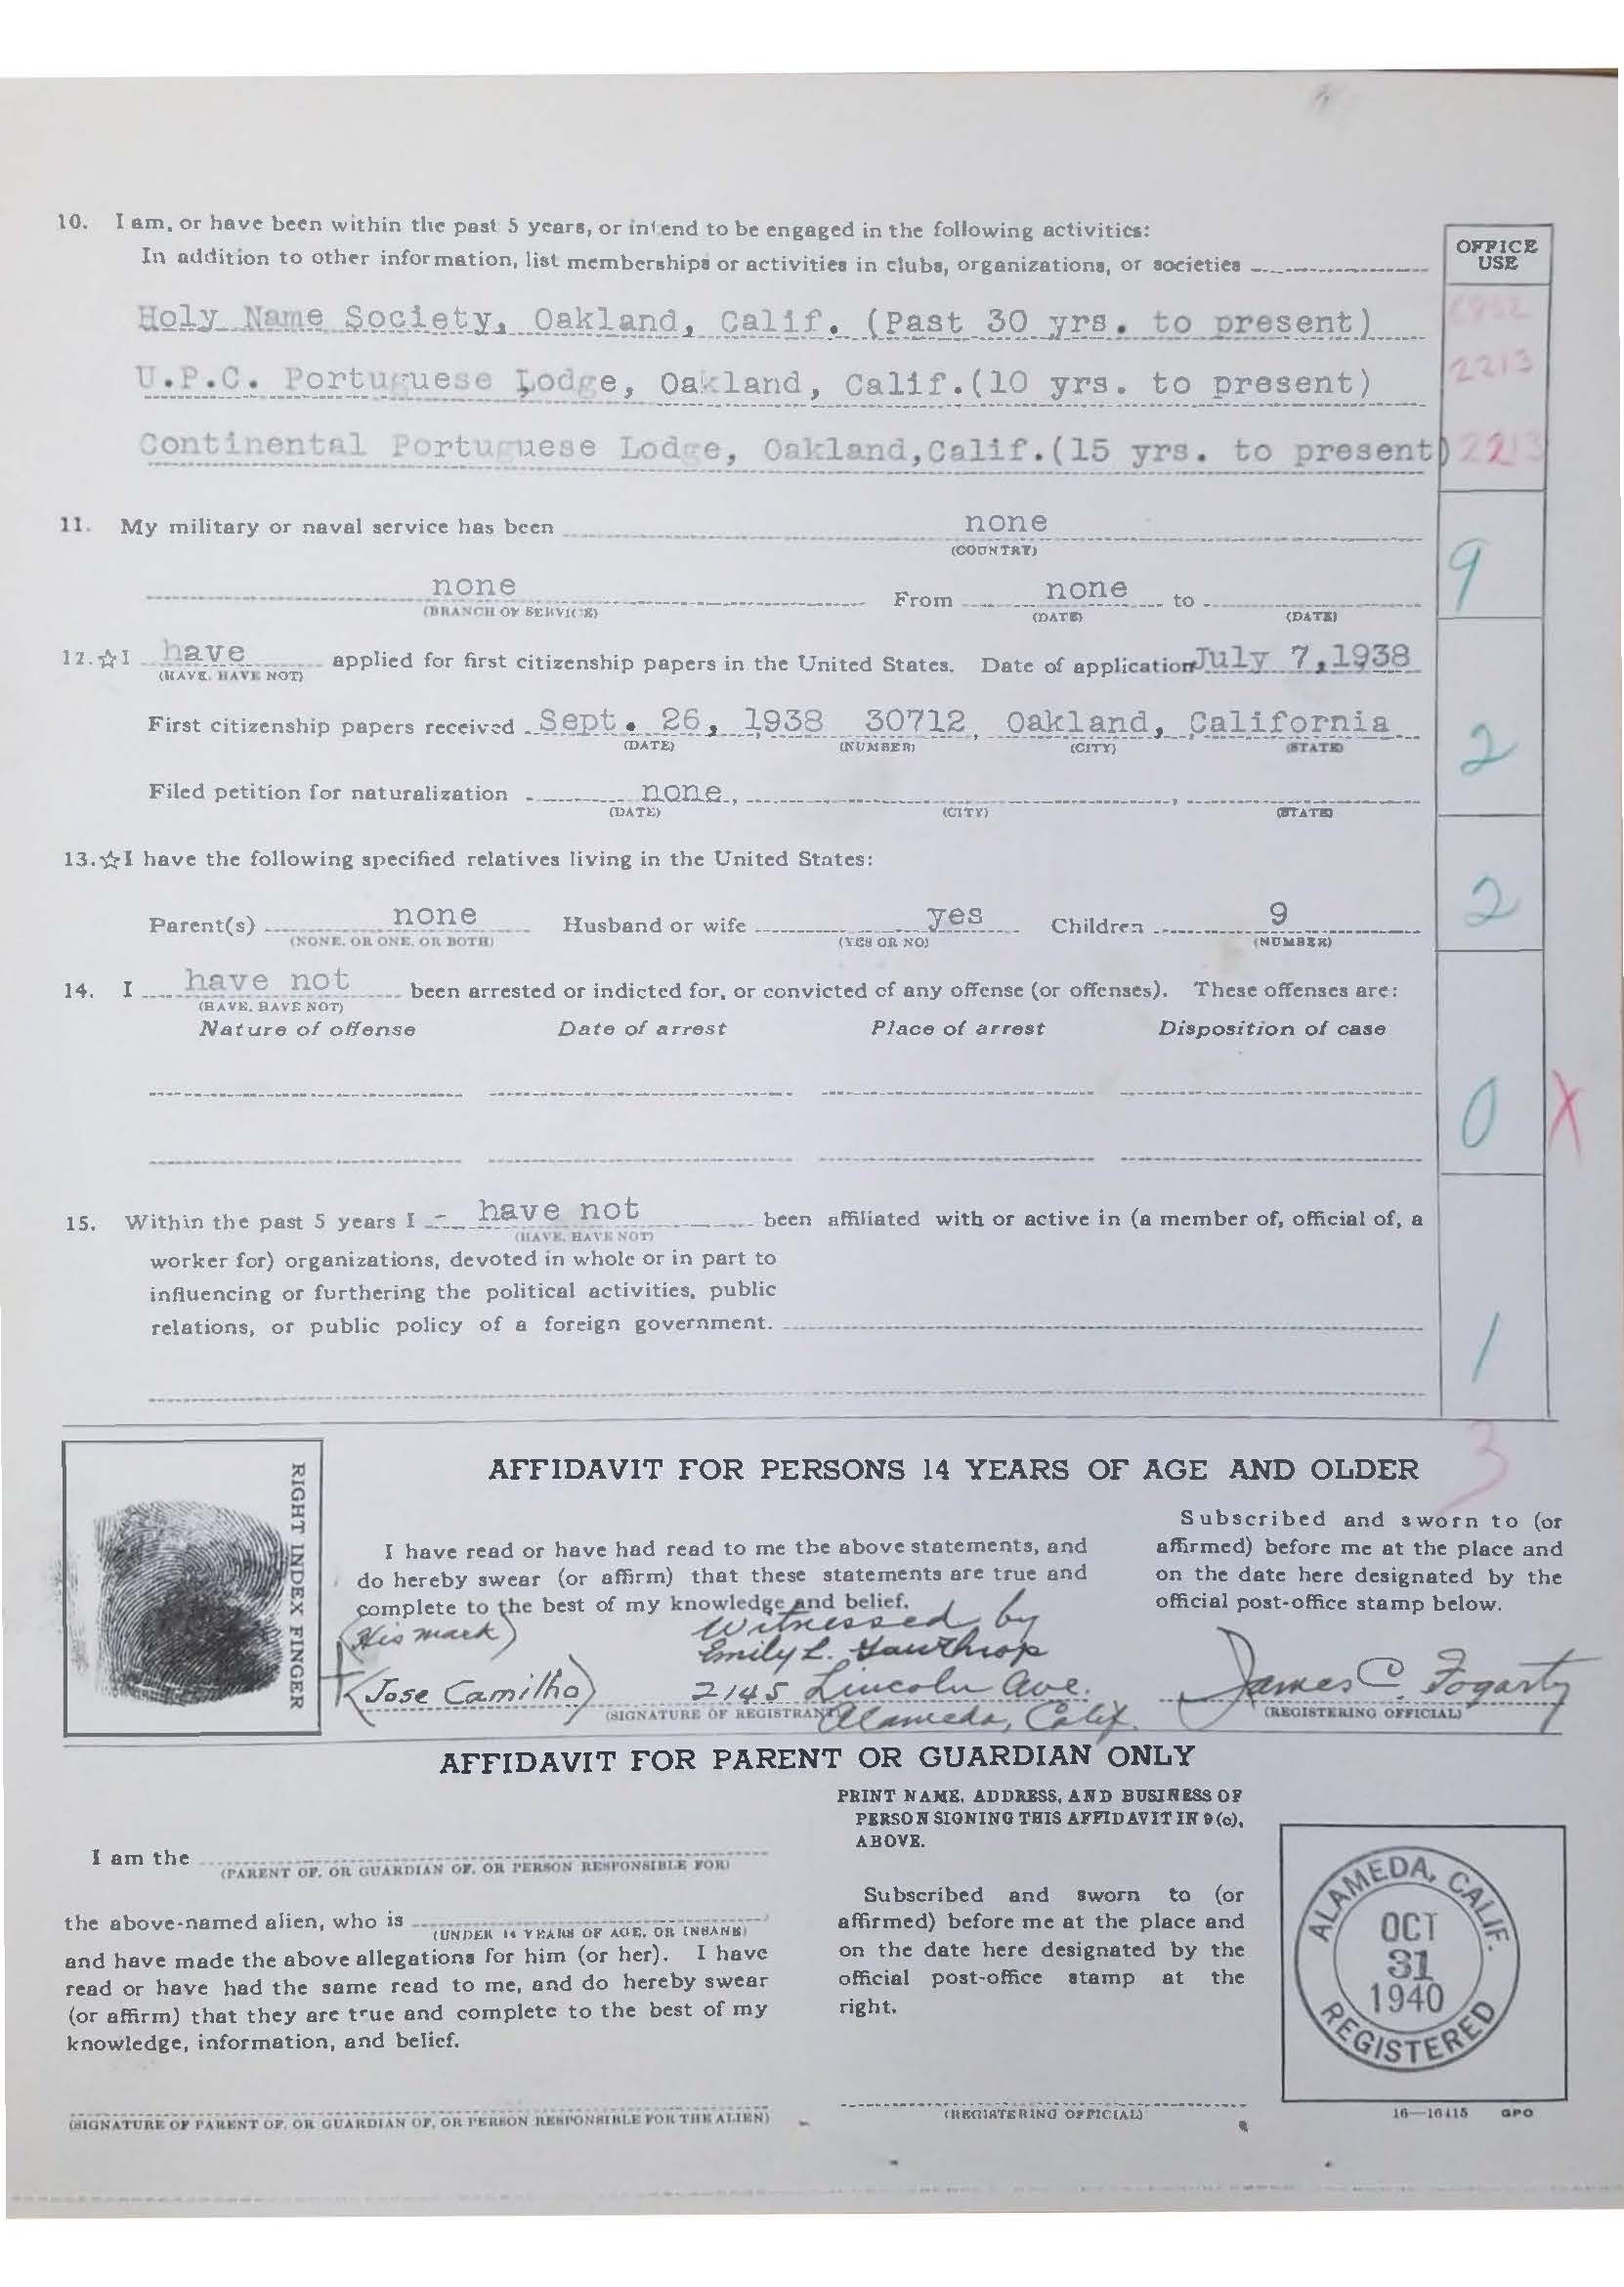 10. I am, or have been within the past 5 years, or intend to be engaged in the following activities:
In addition to other information, list memberships or activities in clubs, organizations, or societies
OFFICE
USE
Holy Name Society, Oakland, Calif. (Past 30 yrs. to present)
U.P.C. Portuguese Lodge, Oakland, Calif.(10 yrs. to present)
2213
Continental Portuguese Lodge, Oakland,Calif.(15 yrs. to present)
2213
11. My military or naval service has been none
(COUNTRY)
9
none From none to
(BRANCH OF SERVICE) (DATE) (DATE)
12.☆I have applied for first citizenship papers in the United States. Date of application July 7,1938
(HAVE, HAVE NOT)
First citizenship papers received Sept. 26, 1938 30712, Oakland, California
(DATE) (NUMBER) (CITY) (STATE)
2
Filed petition for naturalization none,
(DATE) (CITY) (STATE)
13.☆I have the following specified relatives living in the United States:
Parent(s) none Husband or wife yes Children 9
(NONE, OR ONE, OR BOTH) (YES OR NO) (NUMBER)
2
14. I have not been arrested or indicted for, or convicted of any offense (or offenses). These offenses are:
(HAVE, HAVE NOT)
Nature of offense Date of arrest Place of arrest Disposition of case
0 X
15. Within the past 5 years I - have not been affiliated with or active in (a member of, official of, a
(HAVE, HAVE NOT)
worker for) organizations, devoted in whole or in part to
influencing or furthering the political activities, public
relations, or public policy of a foreign government.
1
3
RIGHT INDEX FINGER
AFFIDAVIT FOR PERSONS 14 YEARS OF AGE AND OLDER
I have read or have had read to me the above statements, and
do hereby swear (or affirm) that these statements are true and
complete to the best of my knowledge and belief.
(His mark)
(Jose Camilho)
Witnessed by
Emily L. Gawthrop
2145 Lincoln Ave.
Alameda, Calif.
(SIGNATURE OF REGISTRANT)
Subscribed and sworn to (or
affirmed) before me at the place and
on the date here designated by the
official post-office stamp below.
James C. Fogarty
(REGISTERING OFFICIAL)
AFFIDAVIT FOR PARENT OR GUARDIAN ONLY
I am the
(PARENT OF, OR GUARDIAN OF, OR PERSON RESPONSIBLE FOR)
the above-named alien, who is
(UNDER 14 YEARS OF AGE, OR INSANE)
and have made the above allegations for him (or her). I have
read or have had the same read to me, and do hereby swear
(or affirm) that they are true and complete to the best of my
knowledge, information, and belief.
(SIGNATURE OF PARENT OF, OR GUARDIAN OF, OR PERSON RESPONSIBLE FOR THE ALIEN)
PRINT NAME, ADDRESS, AND BUSINESS OF
PERSON SIGNING THIS AFFIDAVIT IN 9(c),
ABOVE.
Subscribed and sworn to (or
affirmed) before me at the place and
on the date here designated by the
official post-office stamp at the
right.
(REGISTERING OFFICIAL)
ALAMEDA, CALIF.
OCT
31
1940
REGISTERED
16—16415 GPO